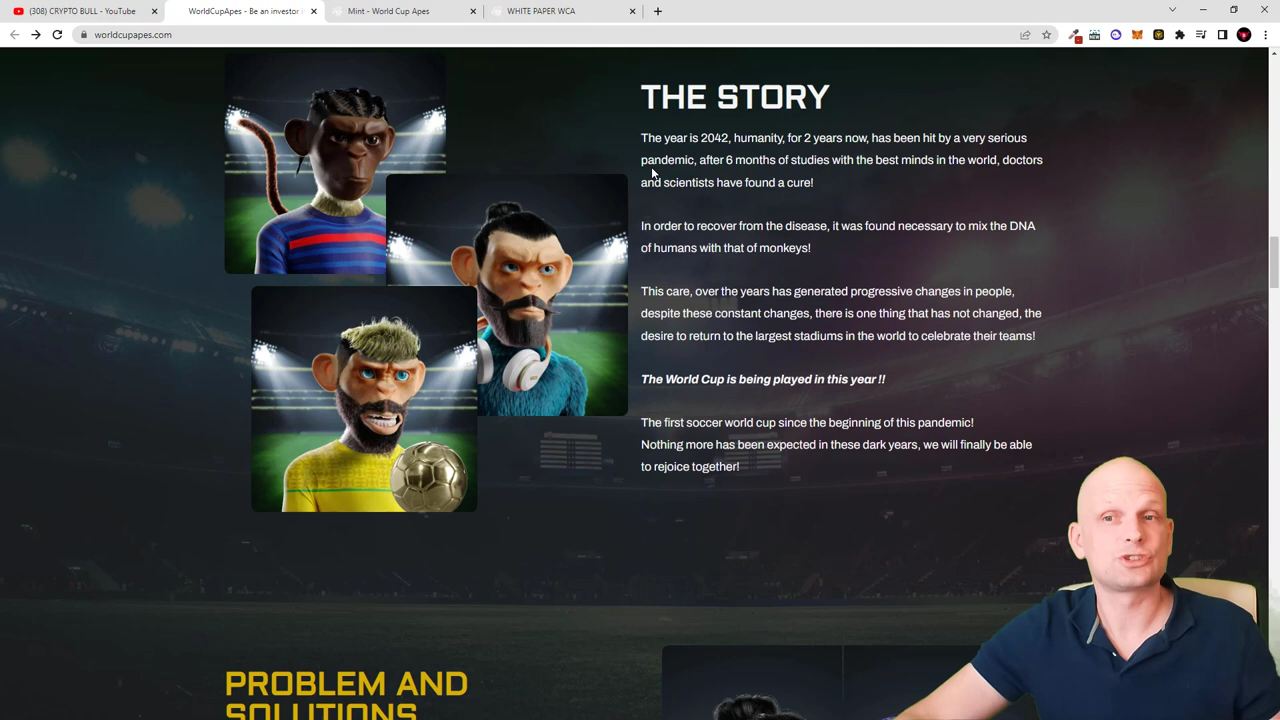 (308) CRYPTO BULL - YouTube
WorldCupApes - Be an investor i
Mint - World Cup Apes
WHITE PAPER WCA
worldcupapes.com
THE STORY
The year is 2042, humanity, for 2 years now, has been hit by a very serious
pandemic, after 6 months of studies with the best minds in the world, doctors
and scientists have found a cure!
In order to recover from the disease, it was found necessary to mix the DNA
of humans with that of monkeys!
This care, over the years has generated progressive changes in people,
despite these constant changes, there is one thing that has not changed, the
desire to return to the largest stadiums in the world to celebrate their teams!
The World Cup is being played in this year !!
The first soccer world cup since the beginning of this pandemic!
Nothing more has been expected in these dark years, we will finally be able
to rejoice together!
PROBLEM AND
SOLUTIONS